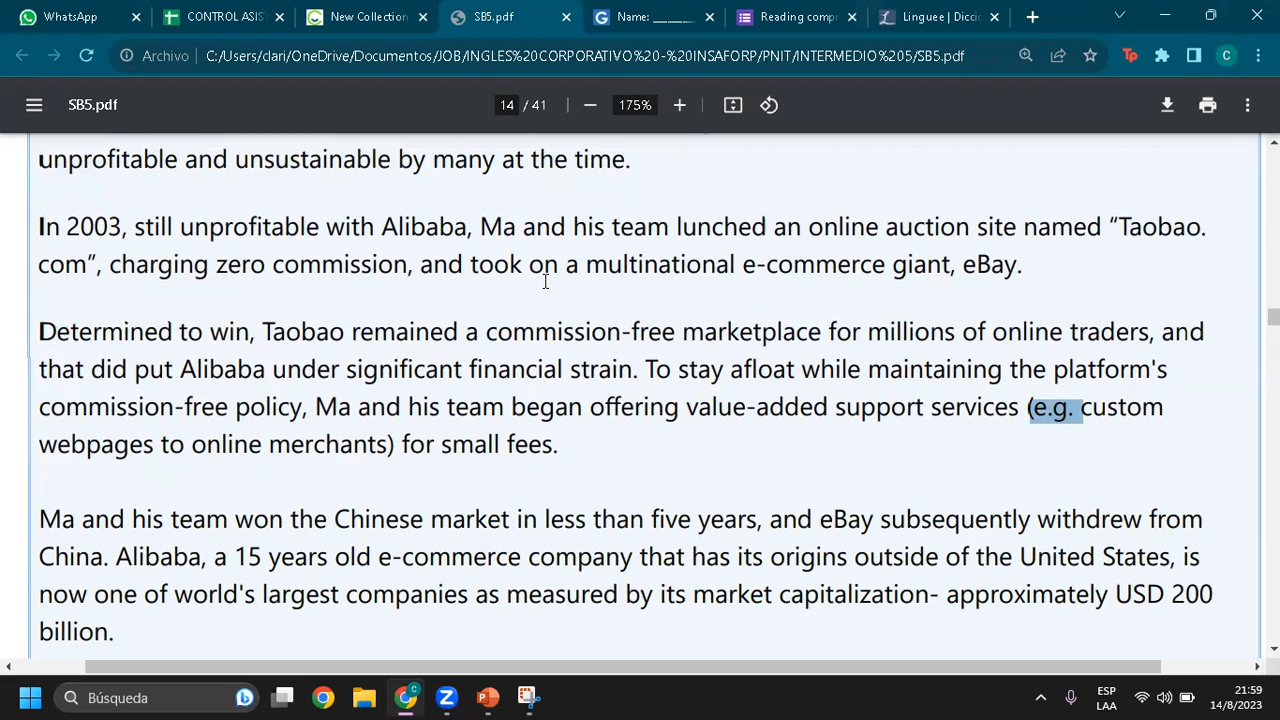 WhatsApp
CONTROL ASIS
New Collection
SB5.pdf
Name: _______
Reading compr
Linguee | Dicci
Archivo
C:/Users/clari/OneDrive/Documentos/JOB/INGLES%20CORPORATIVO%20-%20INSAFORP/PNIT/INTERMEDIO%205/SB5.pdf
SB5.pdf
14 / 41
175%
unprofitable and unsustainable by many at the time.
In 2003, still unprofitable with Alibaba, Ma and his team lunched an online auction site named “Taobao.
com”, charging zero commission, and took on a multinational e-commerce giant, eBay.
Determined to win, Taobao remained a commission-free marketplace for millions of online traders, and
that did put Alibaba under significant financial strain. To stay afloat while maintaining the platform's
commission-free policy, Ma and his team began offering value-added support services (e.g. custom
webpages to online merchants) for small fees.
Ma and his team won the Chinese market in less than five years, and eBay subsequently withdrew from
China. Alibaba, a 15 years old e-commerce company that has its origins outside of the United States, is
now one of world's largest companies as measured by its market capitalization- approximately USD 200
billion.
Búsqueda
ESP
LAA
21:59
14/8/2023